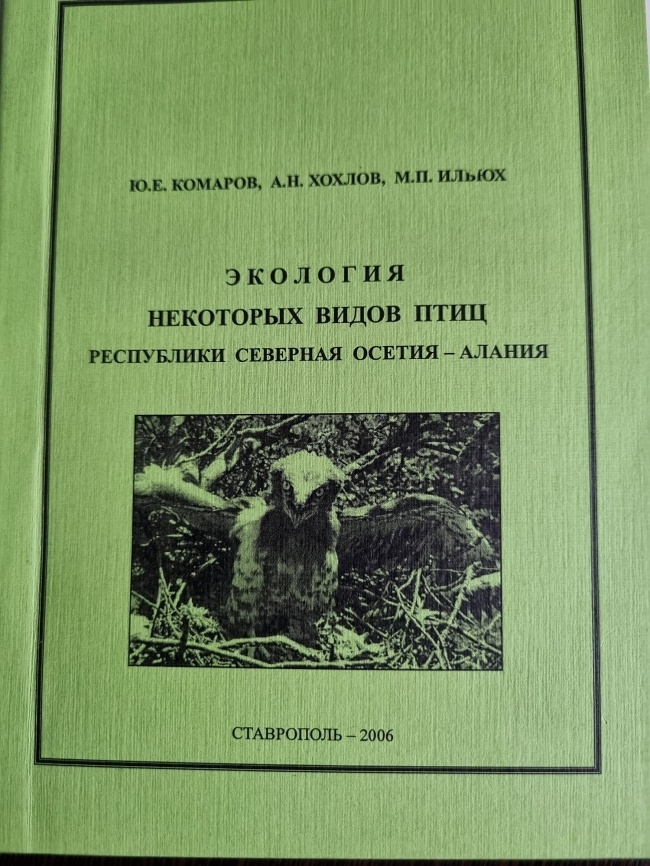 Ю.Е. КОМАРОВ, А.Н. ХОХЛОВ, М.П. ИЛЬЮХ
ЭКОЛОГИЯ
НЕКОТОРЫХ ВИДОВ ПТИЦ
РЕСПУБЛИКИ СЕВЕРНАЯ ОСЕТИЯ – АЛАНИЯ
СТАВРОПОЛЬ – 2006